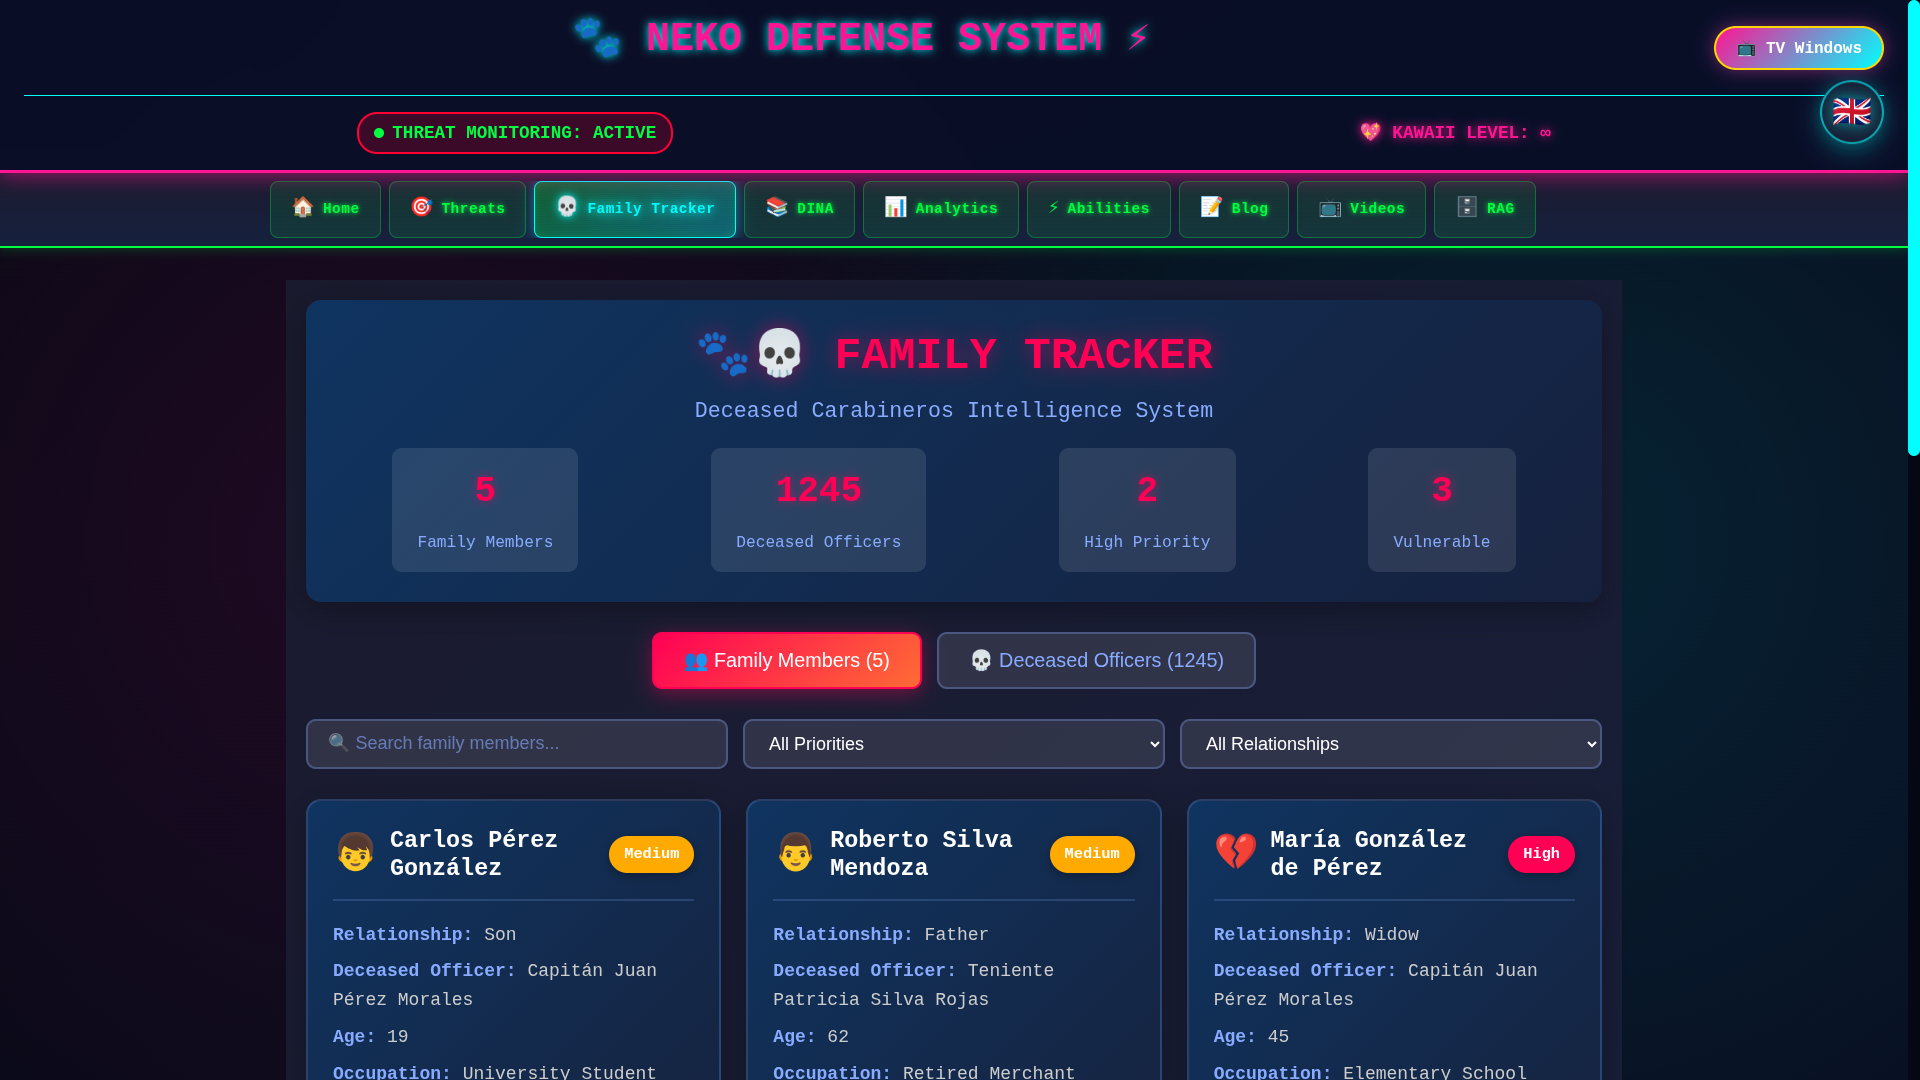 🐾 NEKO DEFENSE SYSTEM ⚡
📺 TV Windows
THREAT MONITORING: ACTIVE
💖 KAWAII LEVEL: ∞
🏠 Home
🎯 Threats
💀 Family Tracker
📚 DINA
📊 Analytics
⚡ Abilities
📝 Blog
📺 Videos
🗄️ RAG
🐾💀 FAMILY TRACKER
Deceased Carabineros Intelligence System
5
Family Members
1245
Deceased Officers
2
High Priority
3
Vulnerable
👥 Family Members (5)
💀 Deceased Officers (1245)
🔍 Search family members...
All Priorities
All Relationships
Carlos Pérez
González
Medium
Relationship: Son
Deceased Officer: Capitán Juan
Pérez Morales
Age: 19
Occupation: University Student
Roberto Silva
Mendoza
Medium
Relationship: Father
Deceased Officer: Teniente
Patricia Silva Rojas
Age: 62
Occupation: Retired Merchant
María González
de Pérez
High
Relationship: Widow
Deceased Officer: Capitán Juan
Pérez Morales
Age: 45
Occupation: Elementary School